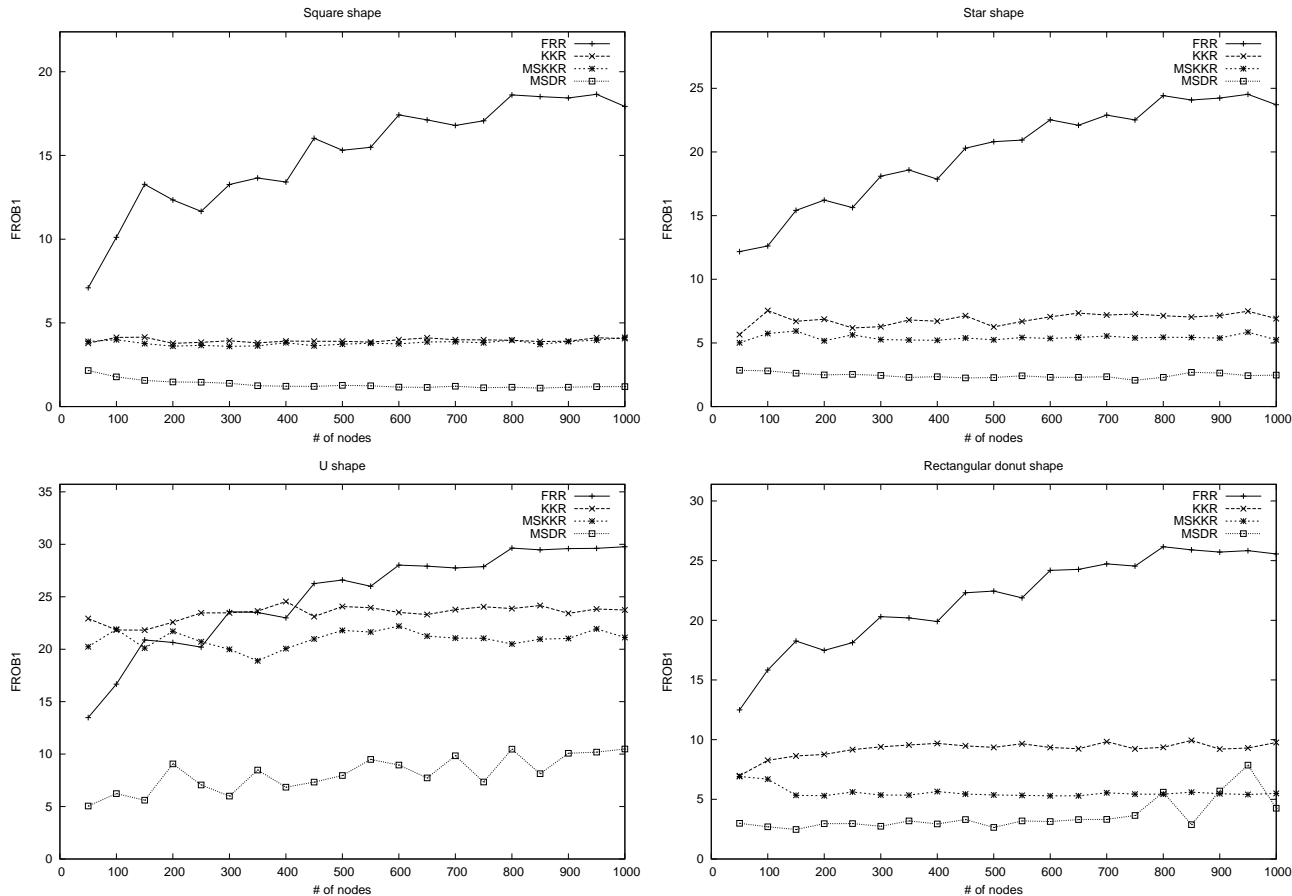 Square shape
FRR
KKR
MSKKR
MSDR
20
15
10
5
0
FROB1
0 100 200 300 400 500 600 700 800 900 1000
# of nodes
Star shape
FRR
KKR
MSKKR
MSDR
25
20
15
10
5
0
FROB1
0 100 200 300 400 500 600 700 800 900 1000
# of nodes
U shape
FRR
KKR
MSKKR
MSDR
35
30
25
20
15
10
5
0
FROB1
0 100 200 300 400 500 600 700 800 900 1000
# of nodes
Rectangular donut shape
FRR
KKR
MSKKR
MSDR
30
25
20
15
10
5
0
FROB1
0 100 200 300 400 500 600 700 800 900 1000
# of nodes